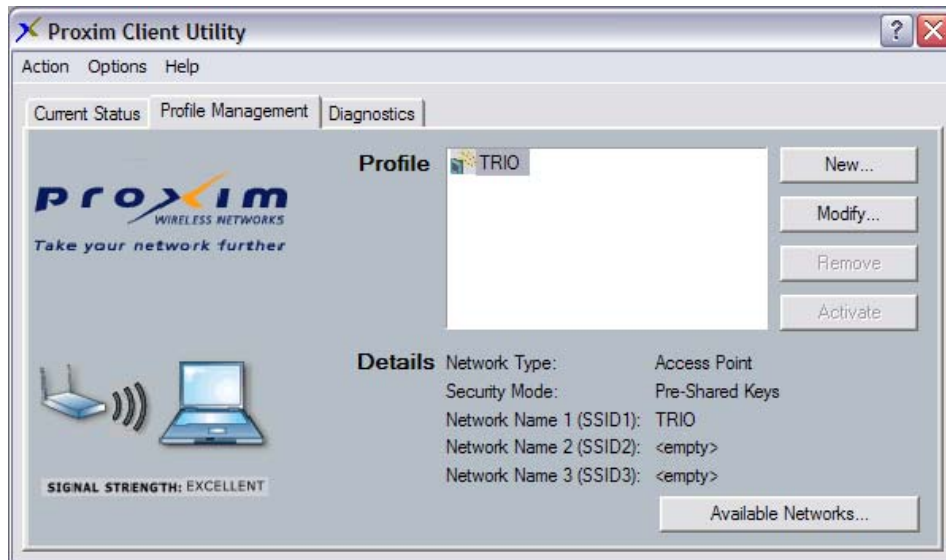 Proxim Client Utility
Action Options Help
Current Status Profile Management Diagnostics
proxim
WIRELESS NETWORKS
Take your network further
Profile
TRIO
New...
Modify...
Remove
Activate
Details
Network Type: Access Point
Security Mode: Pre-Shared Keys
Network Name 1 (SSID1): TRIO
Network Name 2 (SSID2): <empty>
Network Name 3 (SSID3): <empty>
SIGNAL STRENGTH: EXCELLENT
Available Networks...